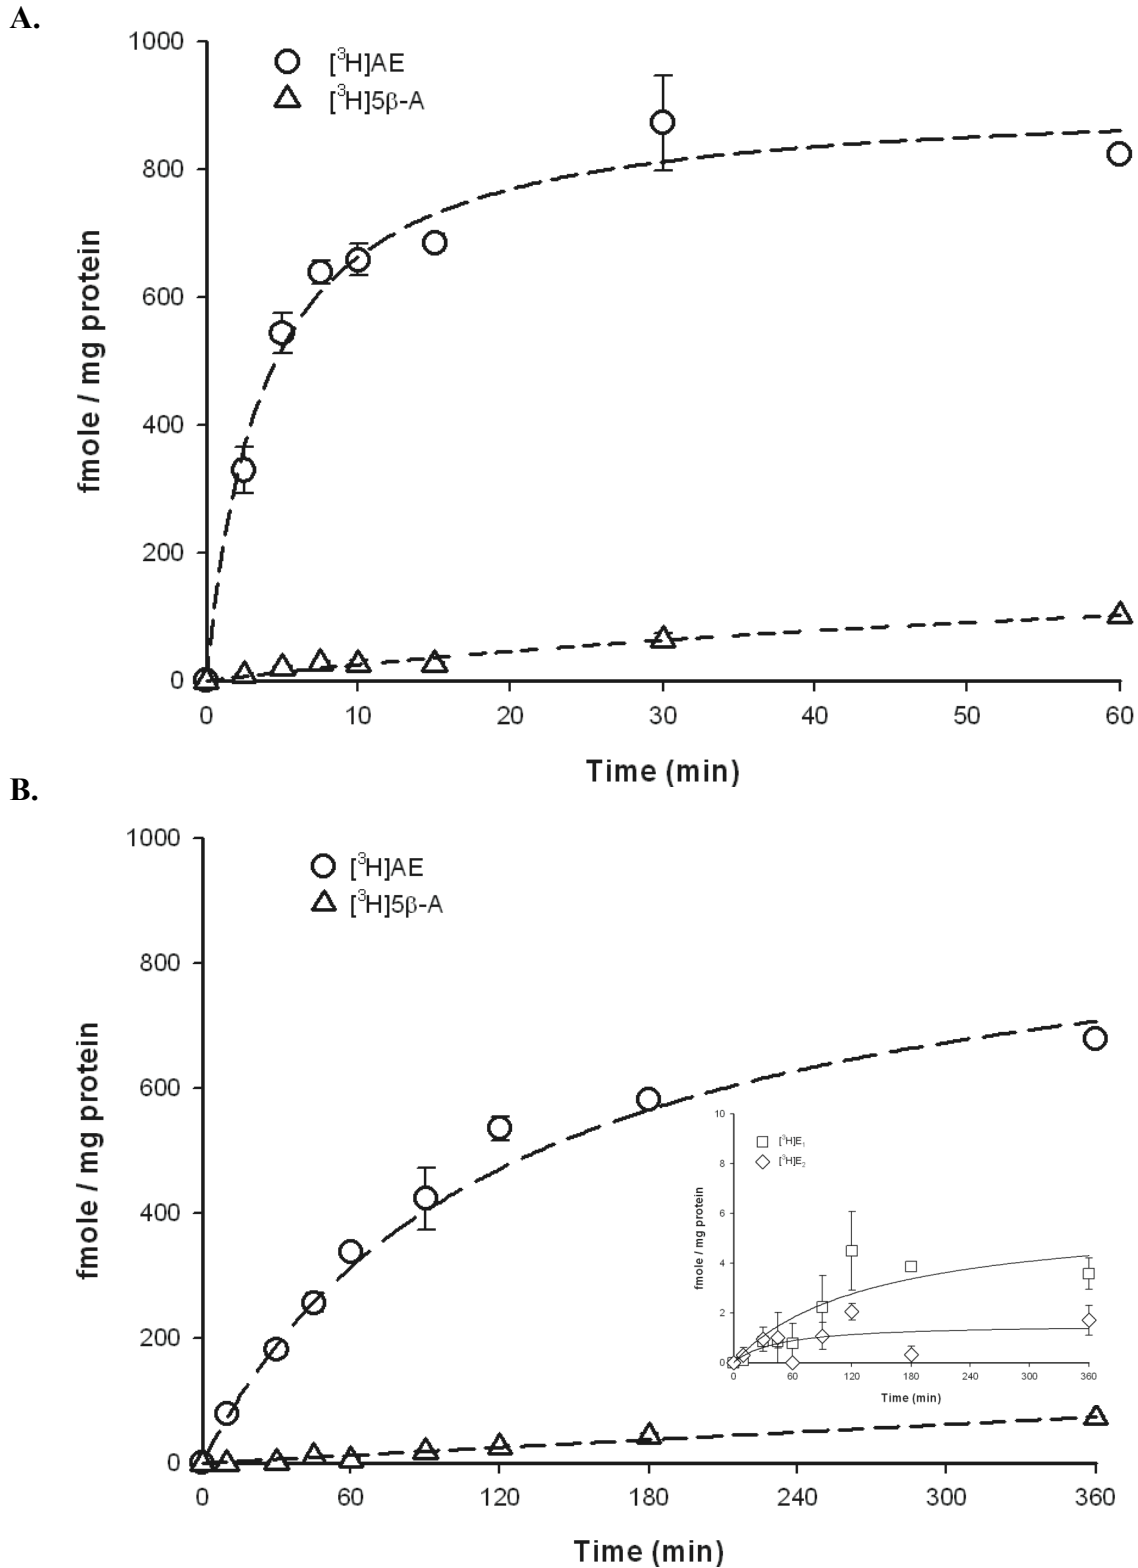 A.
1000
800
600
400
200
0
fmole / mg protein
[³H]AE
[³H]5β-A
0 10 20 30 40 50 60
Time (min)
B.
1000
800
600
400
200
0
fmole / mg protein
[³H]AE
[³H]5β-A
10
8
6
4
2
0
fmole / mg protein
[³H]E₁
[³H]E₂
0 60 120 180 240 300 360
Time (min)
0 60 120 180 240 300 360
Time (min)